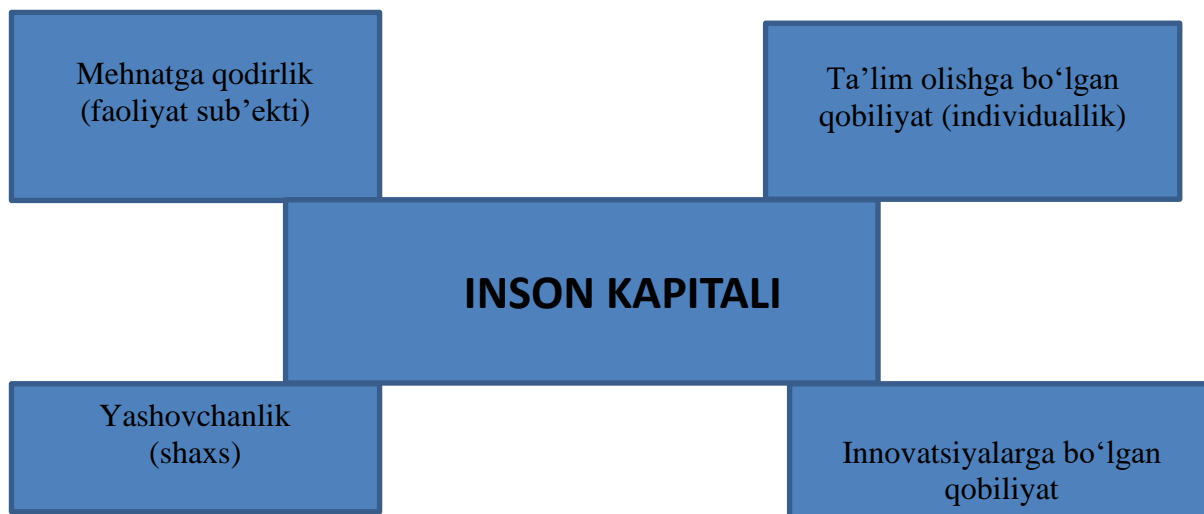 Mehnatga qodirlik
(faoliyat sub’ekti)
Ta’lim olishga bo‘lgan
qobiliyat (individuallik)
INSON KAPITALI
Yashovchanlik
(shaxs)
Innovatsiyalarga bo‘lgan
qobiliyat